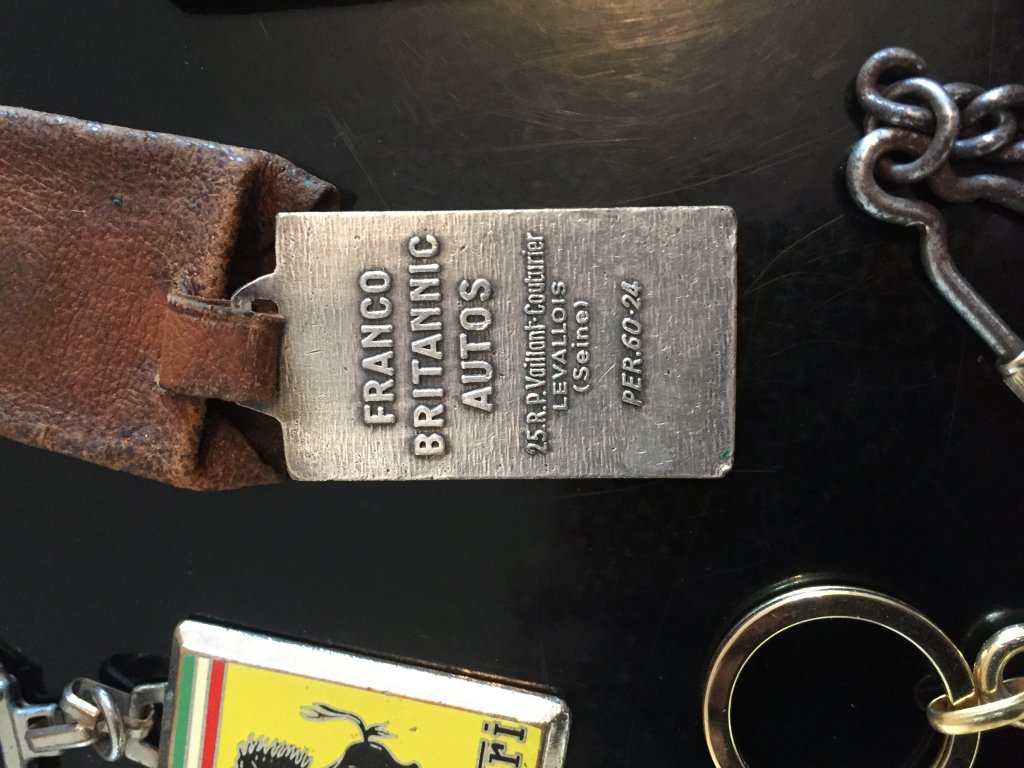 FRANCO
BRITANNIC
AUTOS
25.R.P.Vaillant-Couturier
LEVALLOIS
(Seine)
PER.60-24